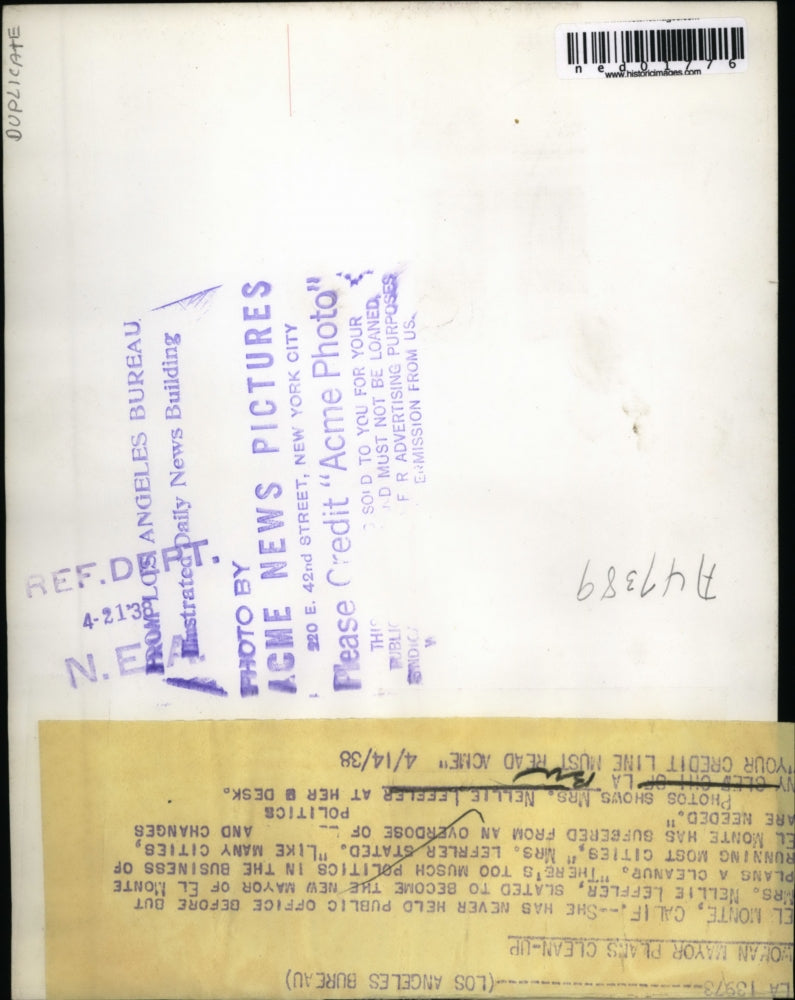 DUPLICATE
ned01776
www.historicimages.com
FROM LOS ANGELES BUREAU
Illustrated Daily News Building
REF. DEPT.
4-21'38
N. E. A.
PHOTO BY
ACME NEWS PICTURES
220 E. 42nd STREET, NEW YORK CITY
Please Credit "Acme Photo"
SOLD TO YOU FOR YOUR
MUST NOT BE LOANED,
ADVERTISING PURPOSES
FROM US.
A47389
LA 13973--------------------(LOS ANGELES BUREAU)
WOMAN MAYOR PLANS CLEAN-UP
EL MONTE, CALIF.--SHE HAS NEVER HELD PUBLIC OFFICE BEFORE BUT
MRS. NELLIE LEFFLER, SLATED TO BECOME THE NEW MAYOR OF EL MONTE
PLANS A CLEANUP. "THERE'S TOO MUSCH POLITICS IN THE BUSINESS OF
RUNNING MOST CITIES," MRS. LEFFRLER STATED. "LIKE MANY CITIES,
EL MONTE HAS SUFBERED FROM AN OVERDOSE OF POLITICS AND CHANGES
ARE NEEDED."
PHOTOS SHOWS MRS. NELLIE LEFFLER AT HER DESK.
LA
"YOUR CREDIT LINE MUST READ ACME" 4/14/38